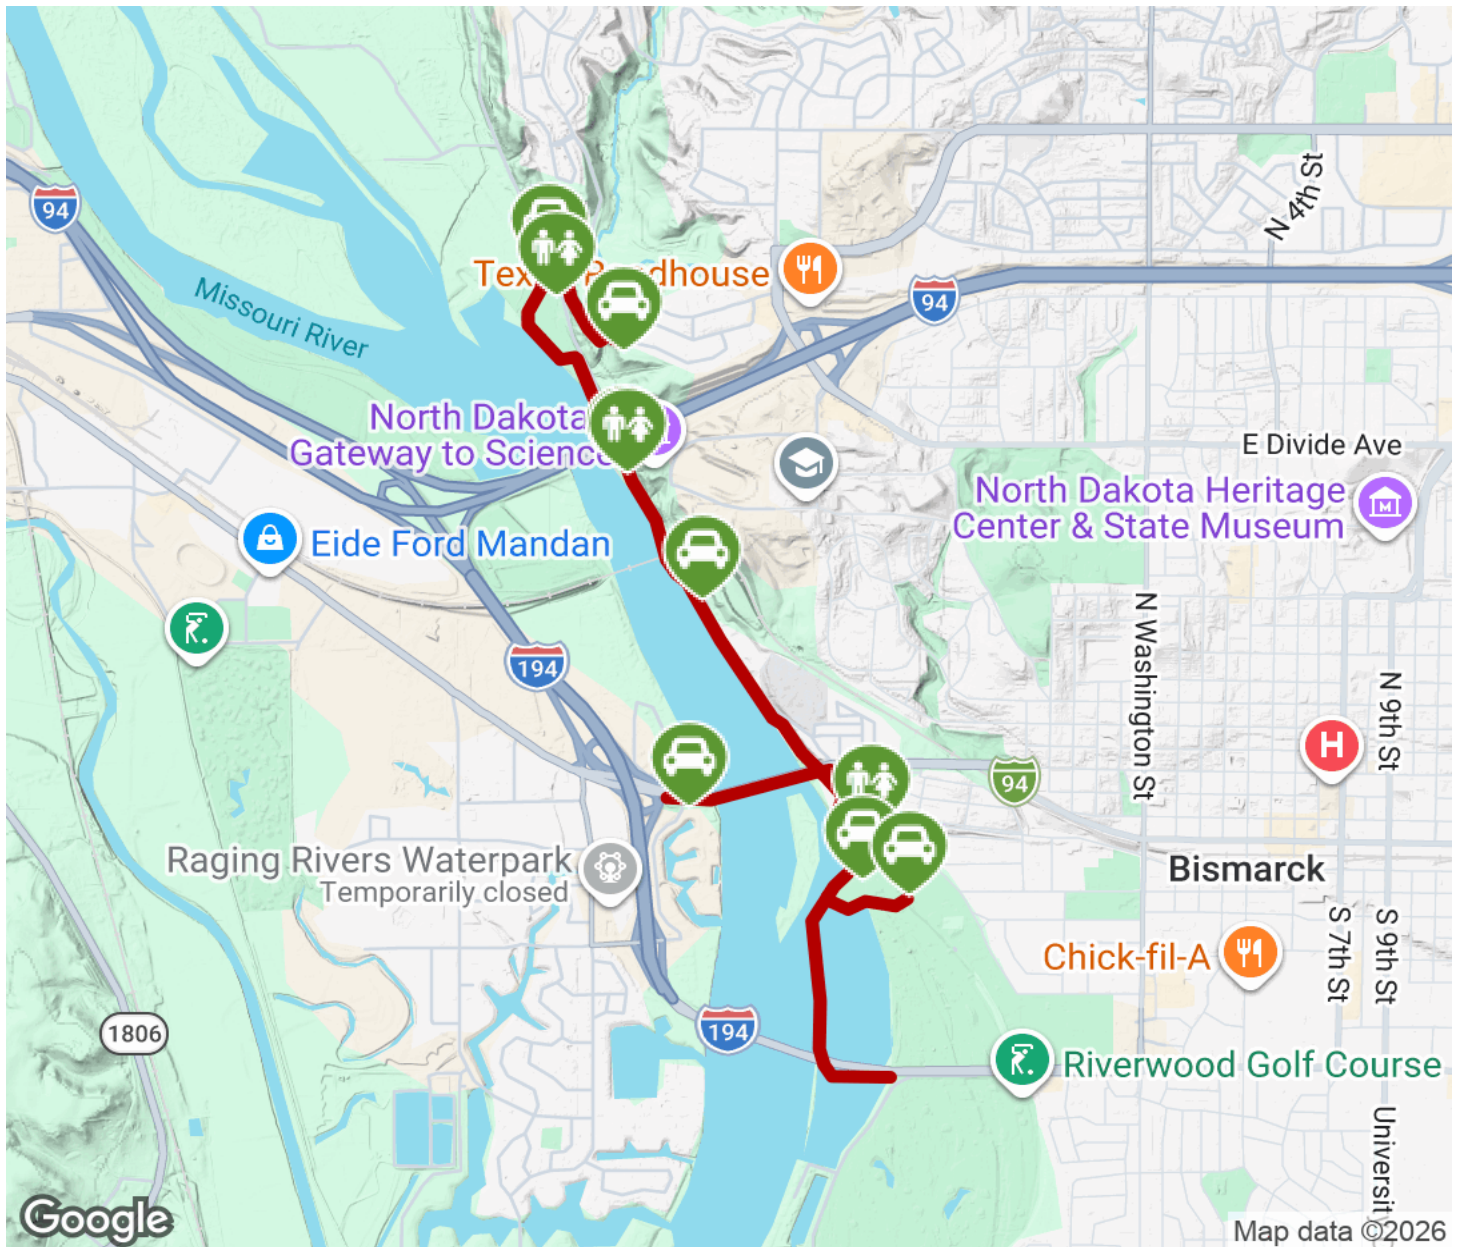 N 4th St
94
Texas Roadhouse
94
Missouri River
North Dakota
Gateway to Science
E Divide Ave
North Dakota Heritage
Center & State Museum
M
Eide Ford Mandan
N Washington St
194
N 9th St
H
94
Raging Rivers Waterpark
Temporarily closed
Bismarck
S 7th St
S 9th St
Chick-fil-A
1806
194
Riverwood Golf Course
Google
Map data ©2026